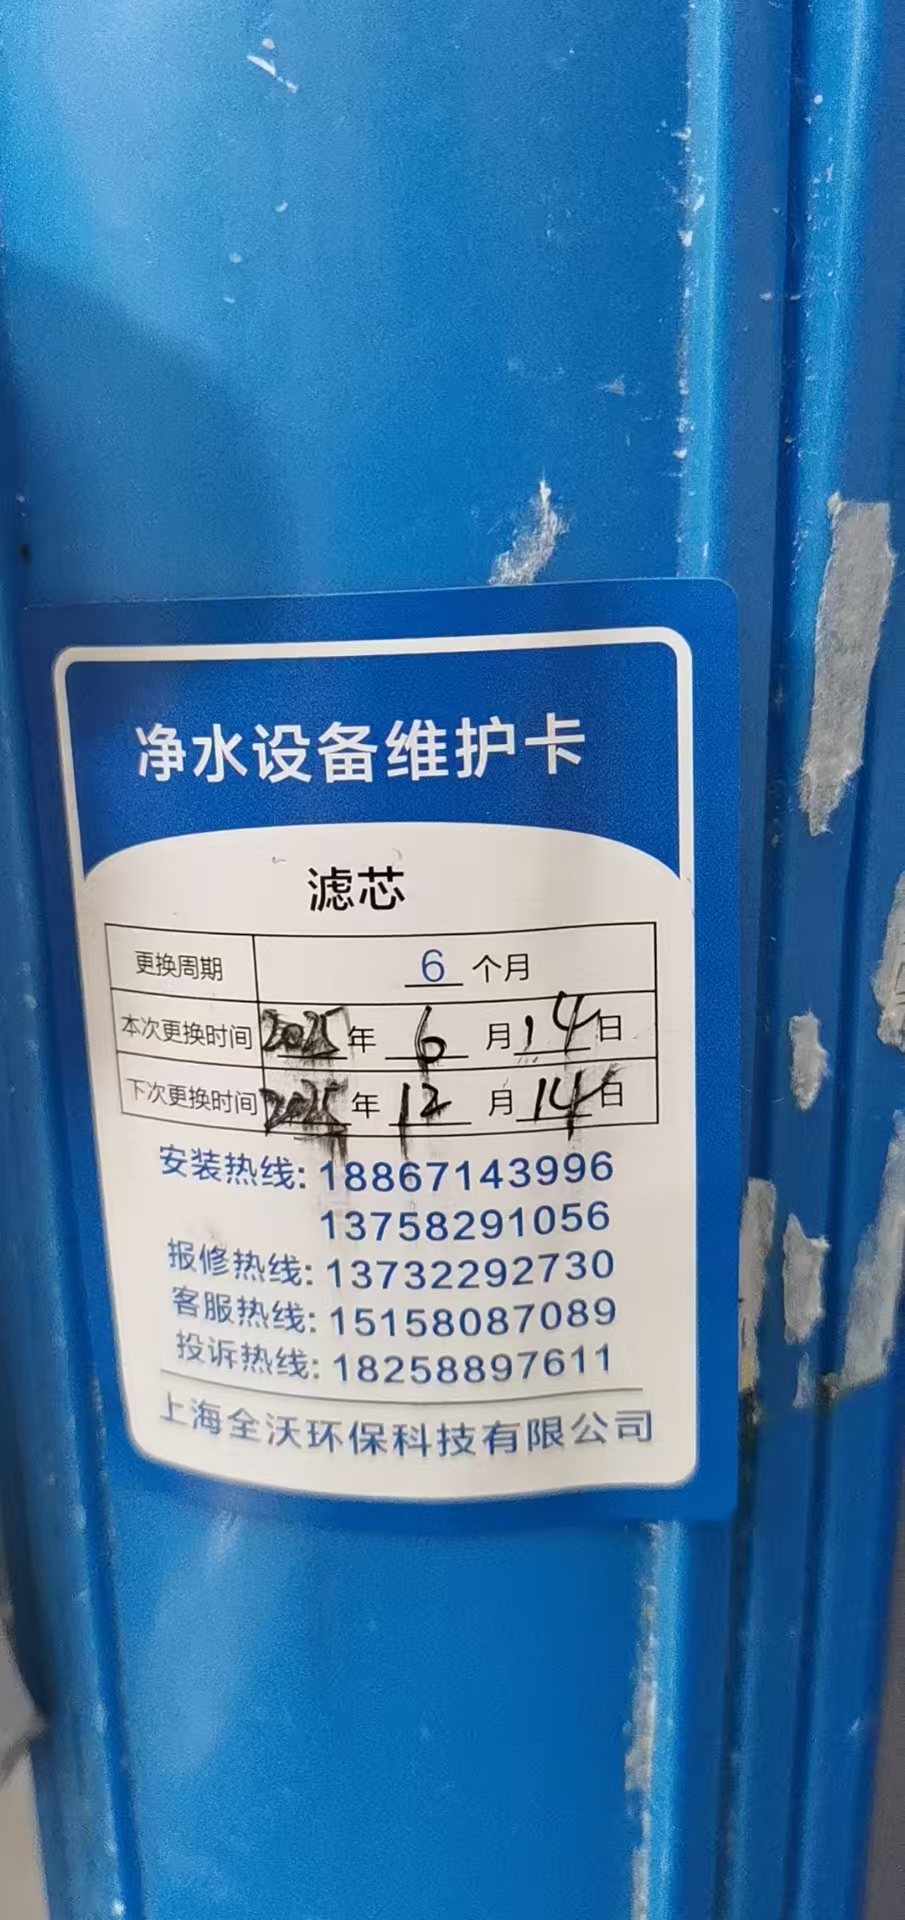 净水设备维护卡
滤芯
更换周期 6 个月
本次更换时间 2025 年 6 月 14 日
下次更换时间 2025 年 12 月 14 日
安装热线: 18867143996
13758291056
报修热线: 13732292730
客服热线: 15158087089
投诉热线: 18258897611
上海全沃环保科技有限公司